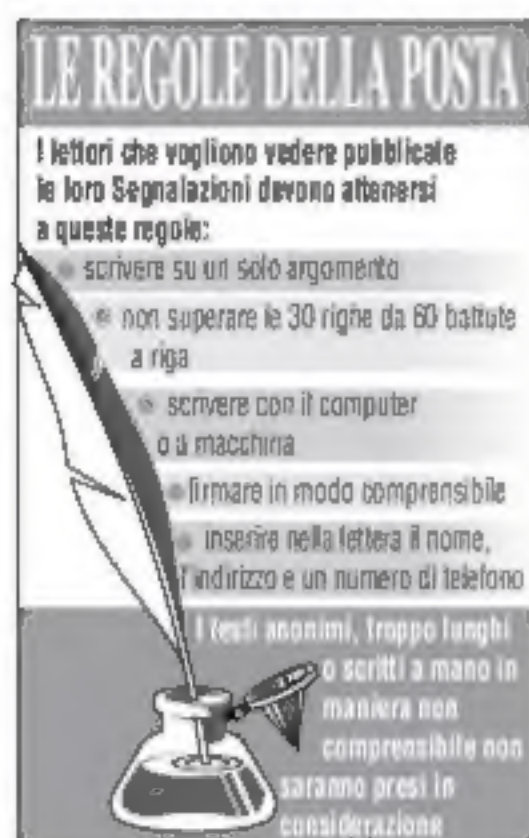 LE REGOLE DELLA POSTA
I lettori che vogliono vedere pubblicate
le loro Segnalazioni devono attenersi
a queste regole:
scrivere su un solo argomento
non superare le 30 righe da 60 battute
a riga
scrivere con il computer
o a macchina
firmare in modo comprensibile
inserire nella lettera il nome,
l'indirizzo e un numero di telefono
I testi anonimi, troppo lunghi
o scritti a mano in
maniera non
comprensibile non
saranno presi in
considerazione